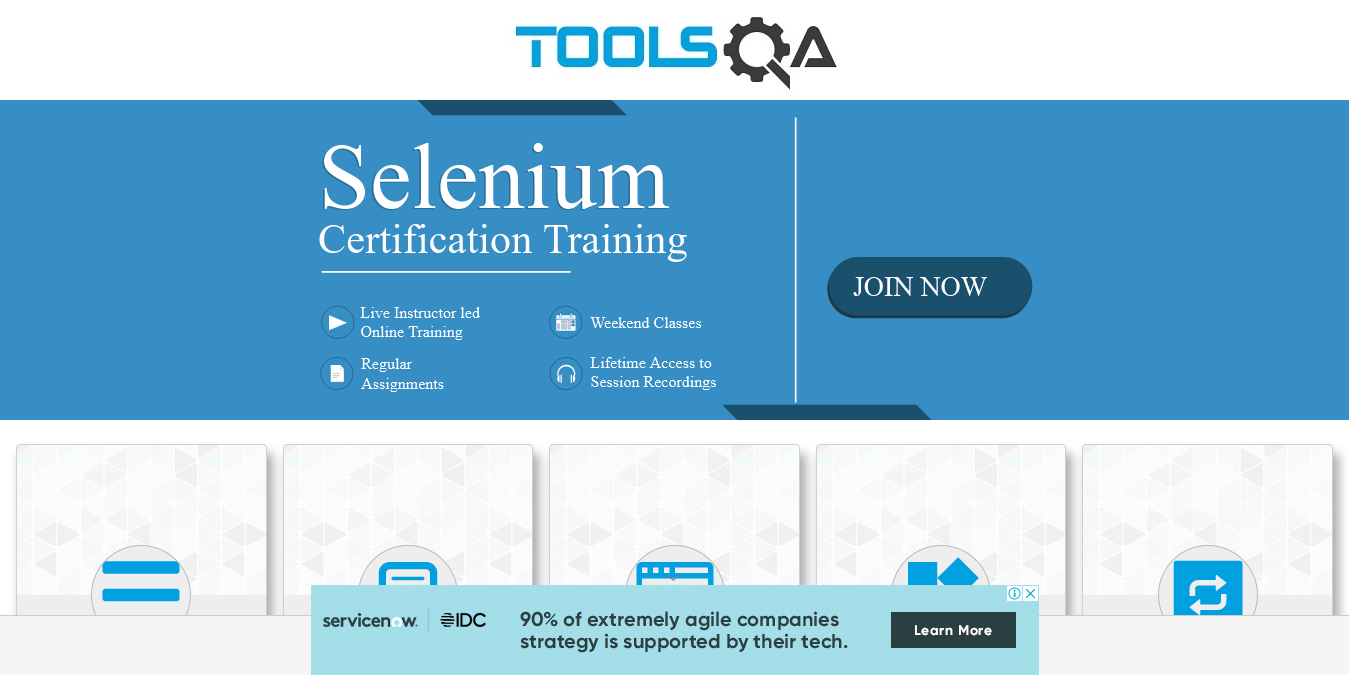 TOOLSQA
Selenium
Certification Training
Live Instructor led
Online Training
Weekend Classes
Regular
Assignments
Lifetime Access to
Session Recordings
JOIN NOW
servicenow.
IDC
90% of extremely agile companies
strategy is supported by their tech.
Learn More